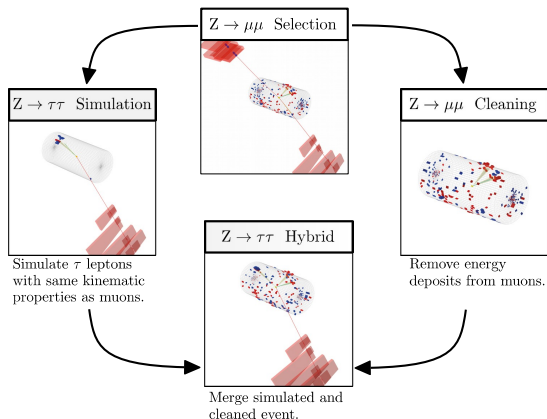 Z → μμ Selection
Z → ττ Simulation
Z → μμ Cleaning
Z → ττ Hybrid
Simulate τ leptons
with same kinematic
properties as muons.
Remove energy
deposits from muons.
Merge simulated and
cleaned event.